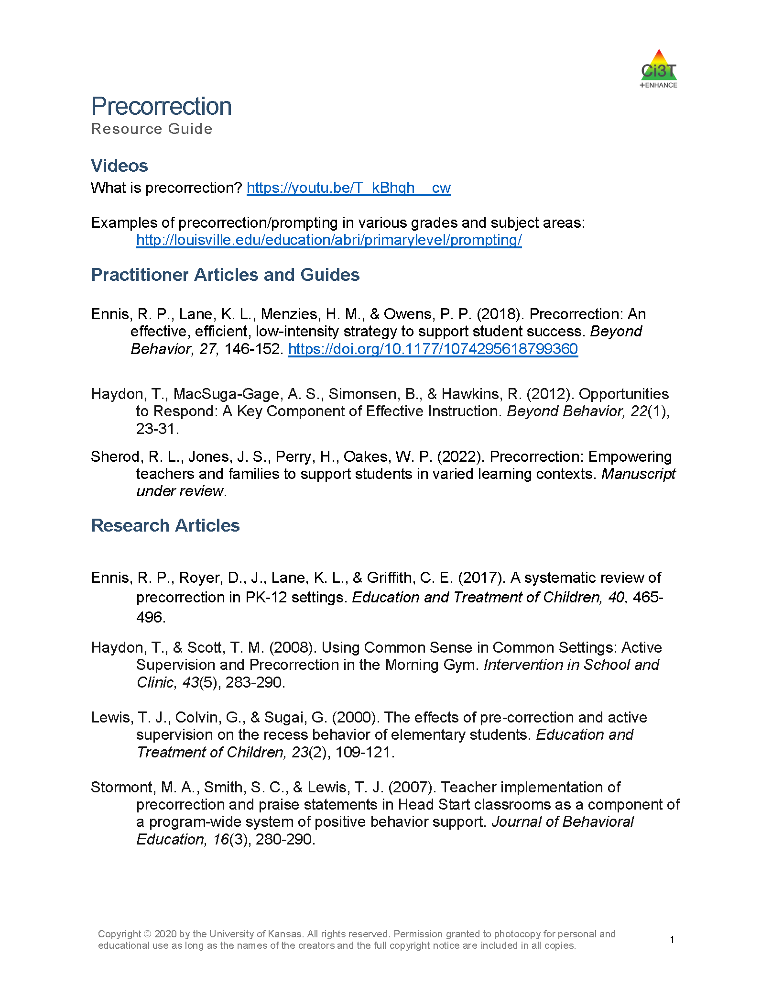 Ci3T
+ENHANCE
Precorrection
Resource Guide
Videos
What is precorrection? https://youtu.be/T_kBhqh__cw
Examples of precorrection/prompting in various grades and subject areas:
http://louisville.edu/education/abri/primarylevel/prompting/
Practitioner Articles and Guides
Ennis, R. P., Lane, K. L., Menzies, H. M., & Owens, P. P. (2018). Precorrection: An
effective, efficient, low-intensity strategy to support student success. Beyond
Behavior, 27, 146-152. https://doi.org/10.1177/1074295618799360
Haydon, T., MacSuga-Gage, A. S., Simonsen, B., & Hawkins, R. (2012). Opportunities
to Respond: A Key Component of Effective Instruction. Beyond Behavior, 22(1),
23-31.
Sherod, R. L., Jones, J. S., Perry, H., Oakes, W. P. (2022). Precorrection: Empowering
teachers and families to support students in varied learning contexts. Manuscript
under review.
Research Articles
Ennis, R. P., Royer, D., J., Lane, K. L., & Griffith, C. E. (2017). A systematic review of
precorrection in PK-12 settings. Education and Treatment of Children, 40, 465-
496.
Haydon, T., & Scott, T. M. (2008). Using Common Sense in Common Settings: Active
Supervision and Precorrection in the Morning Gym. Intervention in School and
Clinic, 43(5), 283-290.
Lewis, T. J., Colvin, G., & Sugai, G. (2000). The effects of pre-correction and active
supervision on the recess behavior of elementary students. Education and
Treatment of Children, 23(2), 109-121.
Stormont, M. A., Smith, S. C., & Lewis, T. J. (2007). Teacher implementation of
precorrection and praise statements in Head Start classrooms as a component of
a program-wide system of positive behavior support. Journal of Behavioral
Education, 16(3), 280-290.
Copyright © 2020 by the University of Kansas. All rights reserved. Permission granted to photocopy for personal and
educational use as long as the names of the creators and the full copyright notice are included in all copies.
1